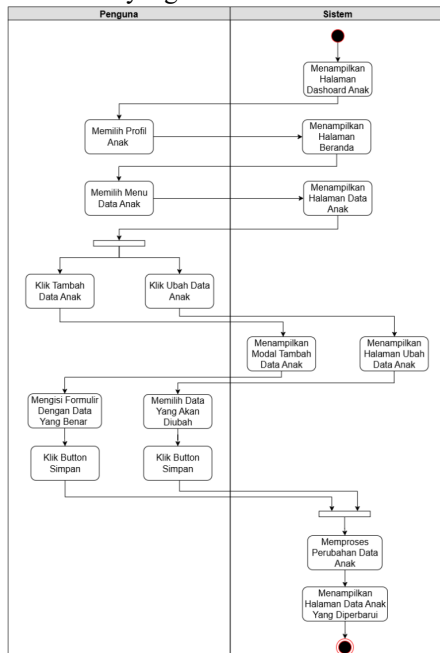 Penguna
Sistem
Menampilkan
Halaman
Dashoard Anak
Memilih Profil
Anak
Menampilkan
Halaman
Beranda
Memilih Menu
Data Anak
Menampilkan
Halaman Data
Anak
Klik Tambah
Data Anak
Klik Ubah Data
Anak
Menampilkan
Modal Tambah
Data Anak
Menampilkan
Halaman Ubah
Data Anak
Mengisi Formulir
Dengan Data
Yang Benar
Memilih Data
Yang Akan
Diubah
Klik Button
Simpan
Klik Button
Simpan
Memproses
Perubahan Data
Anak
Menampilkan
Halaman Data Anak
Yang Diperbarui